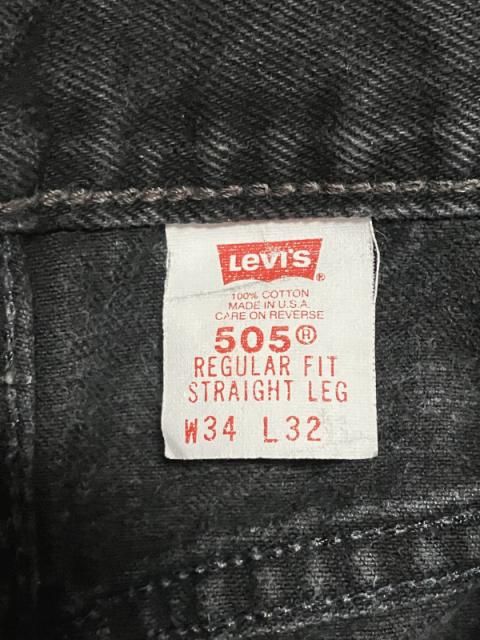 Levi's ®
100% COTTON
MADE IN U.S.A.
CARE ON REVERSE
505 ®
REGULAR FIT
STRAIGHT LEG
W34 L32